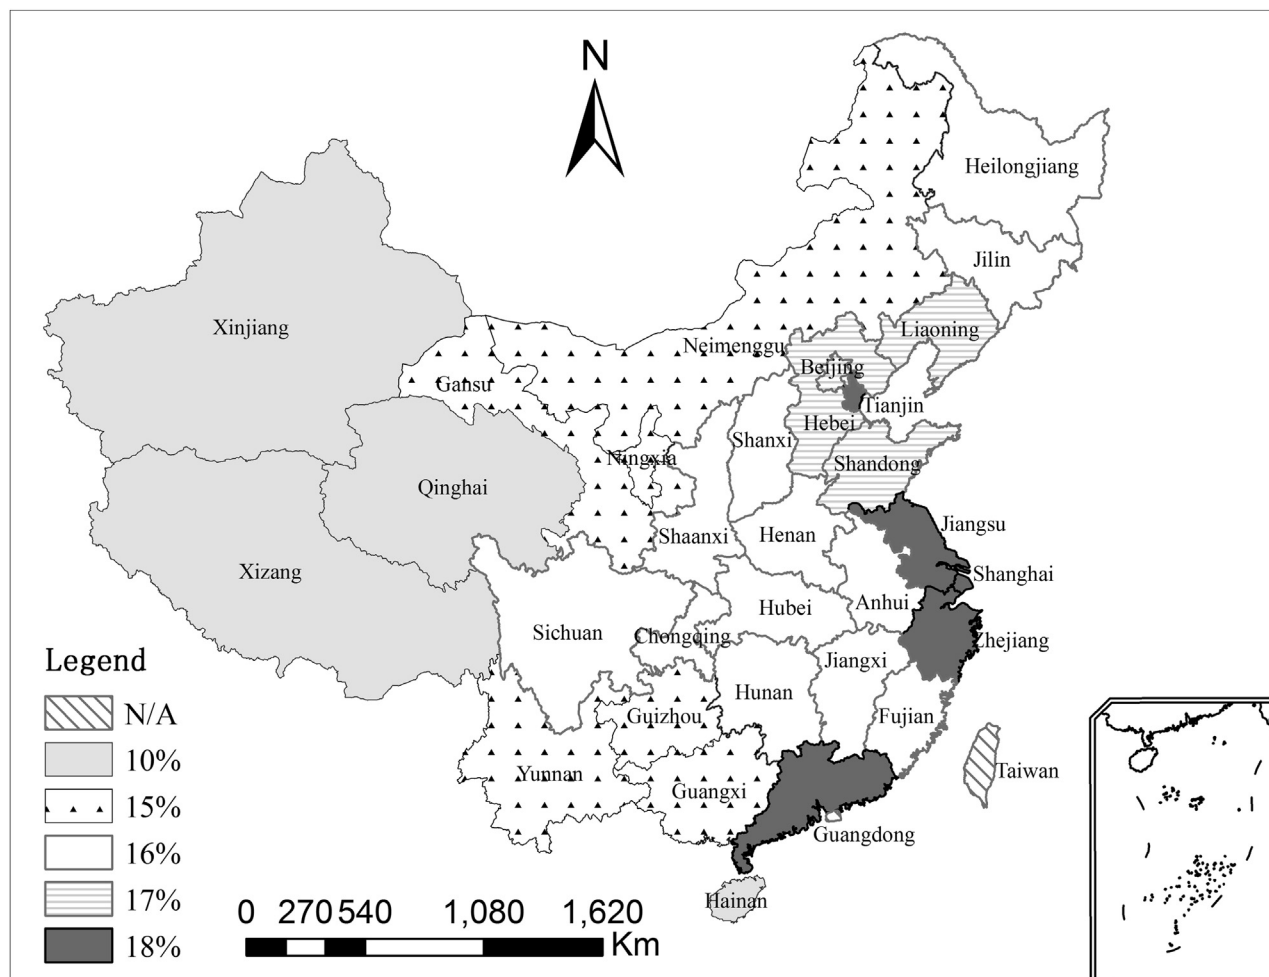 N
Heilongjiang
Jilin
Xinjiang
Liaoning
Neimenggu
Beijing
Gansu
Tianjin
Hebei
Shanxi
Ningxia
Shandong
Qinghai
Jiangsu
Henan
Shaanxi
Xizang
Shanghai
Anhui
Hubei
Sichuan
Chongqing
Zhejiang
Jiangxi
Legend
Hunan
N/A
Guizhou
Fujian
10%
Yunnan
Taiwan
Guangxi
15%
Guangdong
16%
17%
Hainan
0 270 540 1,080 1,620
Km
18%